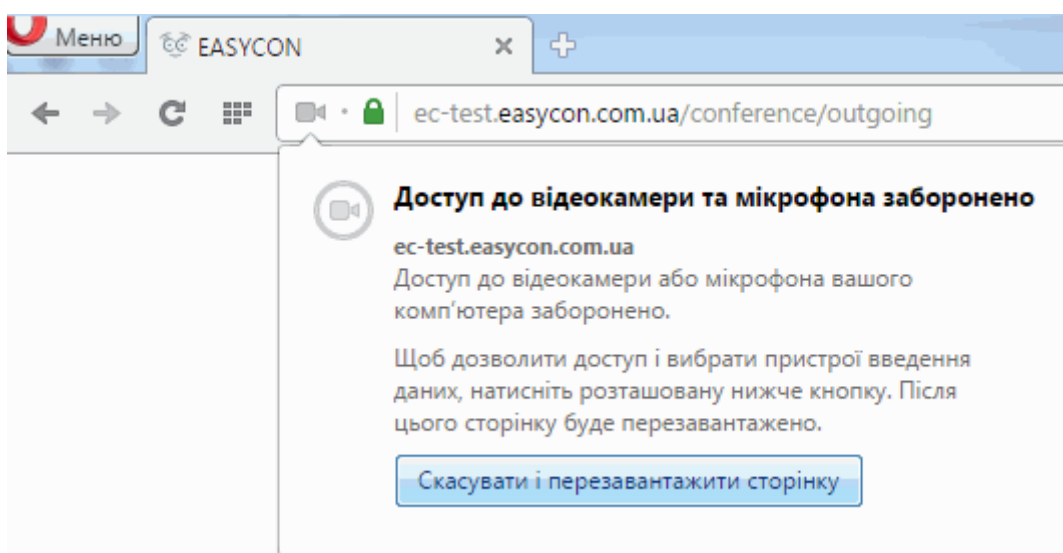 Меню
EASYCON
ec-test.easycon.com.ua/conference/outgoing
Доступ до відеокамери та мікрофона заборонено
ec-test.easycon.com.ua
Доступ до відеокамери або мікрофона вашого
комп'ютера заборонено.
Щоб дозволити доступ і вибрати пристрої введення
даних, натисніть розташовану нижче кнопку. Після
цього сторінку буде перезавантажено.
Скасувати і перезавантажити сторінку